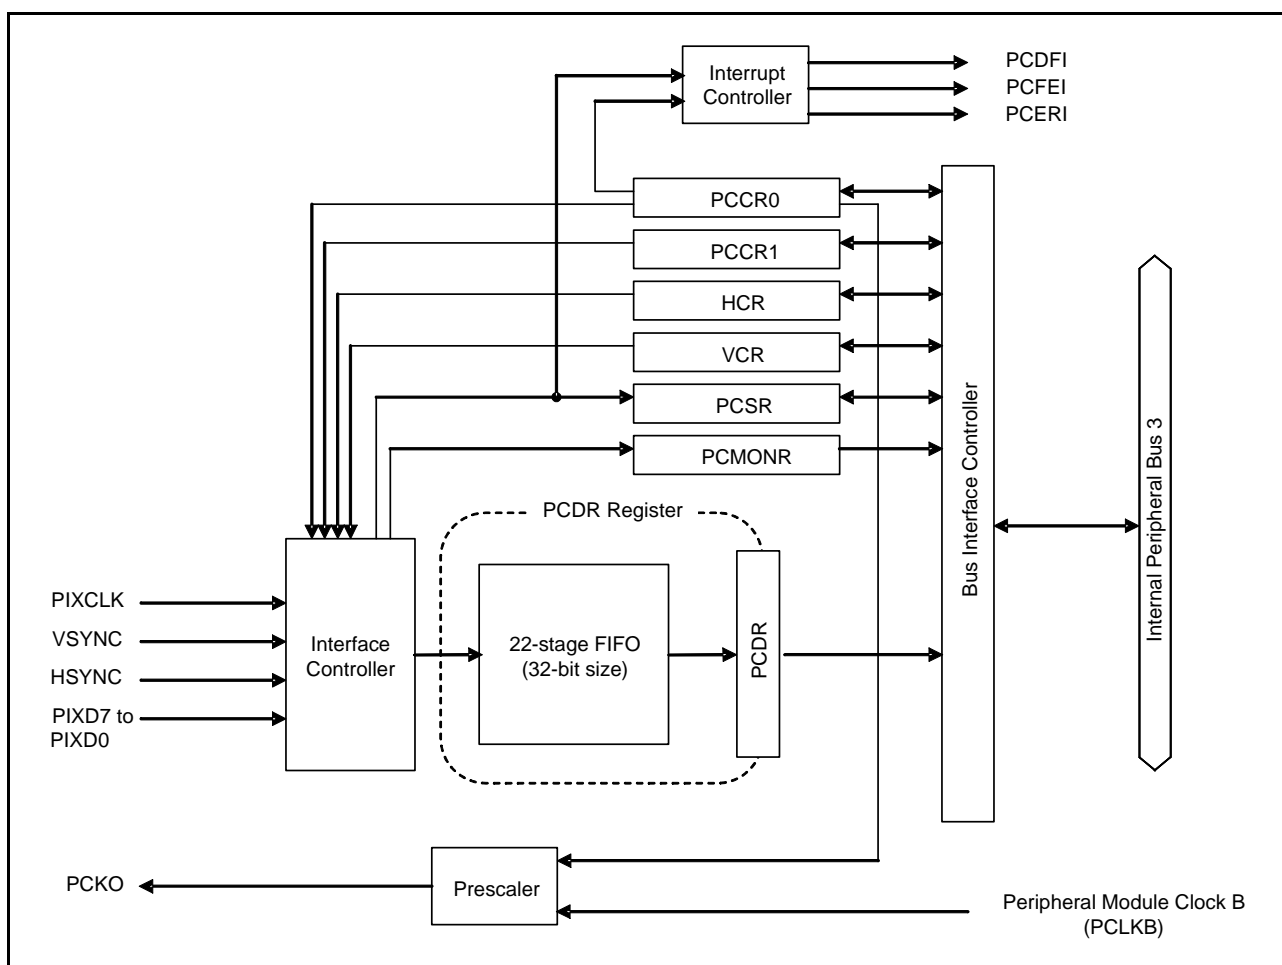 Interrupt
Controller
PCDFI
PCFEI
PCERI
PCCR0
PCCR1
HCR
VCR
PCSR
PCMONR
PCDR Register
PIXCLK
VSYNC
HSYNC
PIXD7 to
PIXD0
Interface
Controller
22-stage FIFO
(32-bit size)
PCDR
Bus Interface Controller
Internal Peripheral Bus 3
PCKO
Prescaler
Peripheral Module Clock B
(PCLKB)